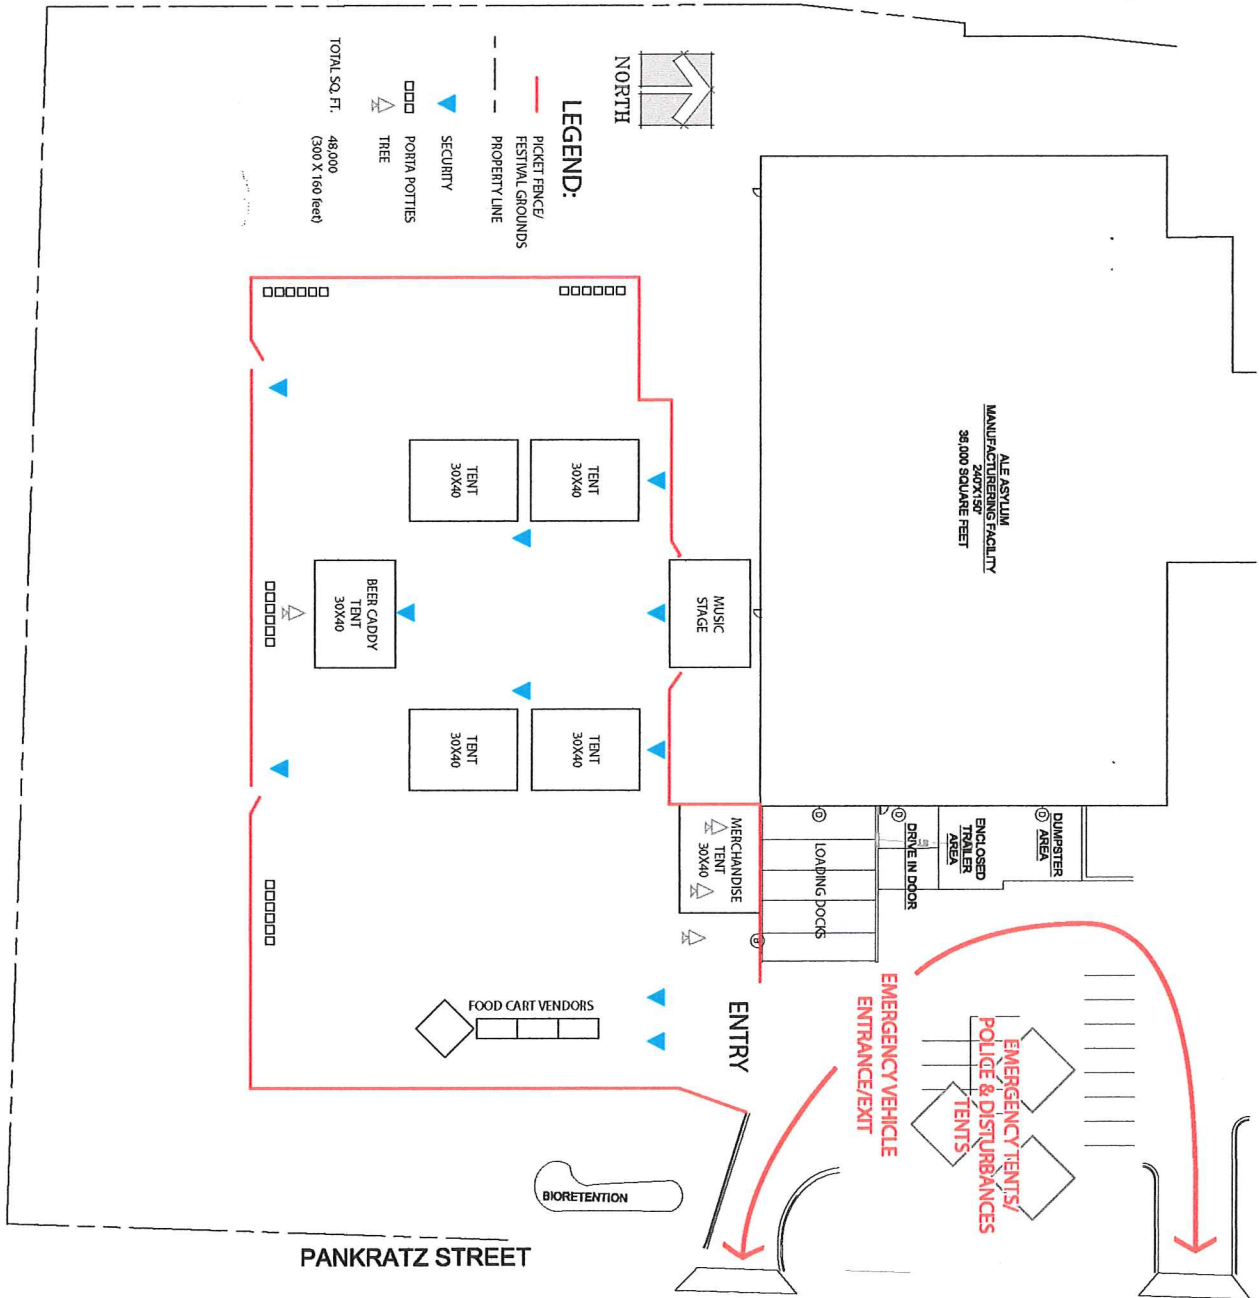 NORTH
LEGEND:
PICKET FENCE/
FESTIVAL GROUNDS
PROPERTY LINE
SECURITY
PORTA POTTIES
TREE
TOTAL SQ. FT. 48,000
(300 X 160 feet)
ALE ASYLUM
MANUFACTURERING FACILITY
240'X150'
36,000 SQUARE FEET
TENT
30X40
TENT
30X40
MUSIC
STAGE
BEER CADDY
TENT
30X40
TENT
30X40
TENT
30X40
MERCHANDISE
TENT
30X40
LOADING DOCKS
D
DRIVE IN DOOR
D
ENCLOSED
TRAILER
AREA
DUMPSTER
AREA
D
B
FOOD CART VENDORS
ENTRY
EMERGENCY VEHICLE
ENTRANCE/EXIT
EMERGENCY TENTS/
POLICE & DISTURBANCES
TENTS
BIORETENTION
PANKRATZ STREET